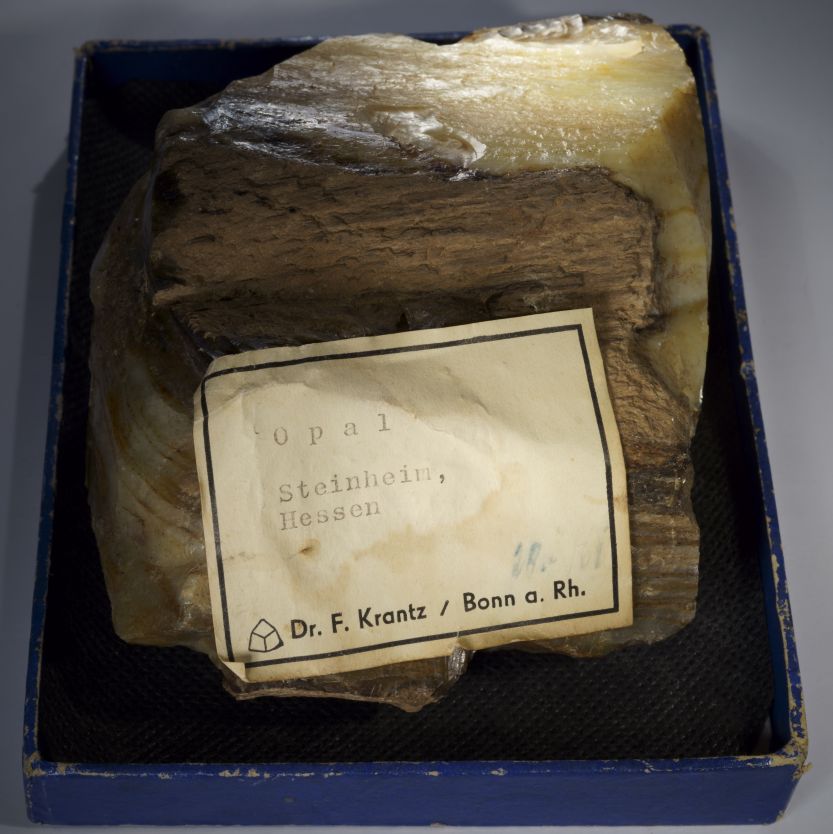 Opal
Steinheim,
Hessen
Dr. F. Krantz / Bonn a. Rh.